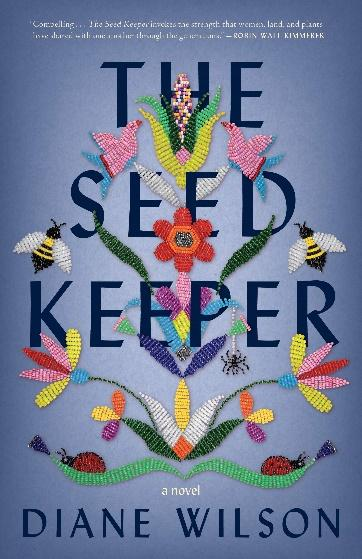 "Compelling . . . The Seed Keeper invokes the strength that women, land, and plants
have shared with one another through the generations." —ROBIN WALL KIMMERER
THE
SEED
KEEPER
a novel
DIANE WILSON